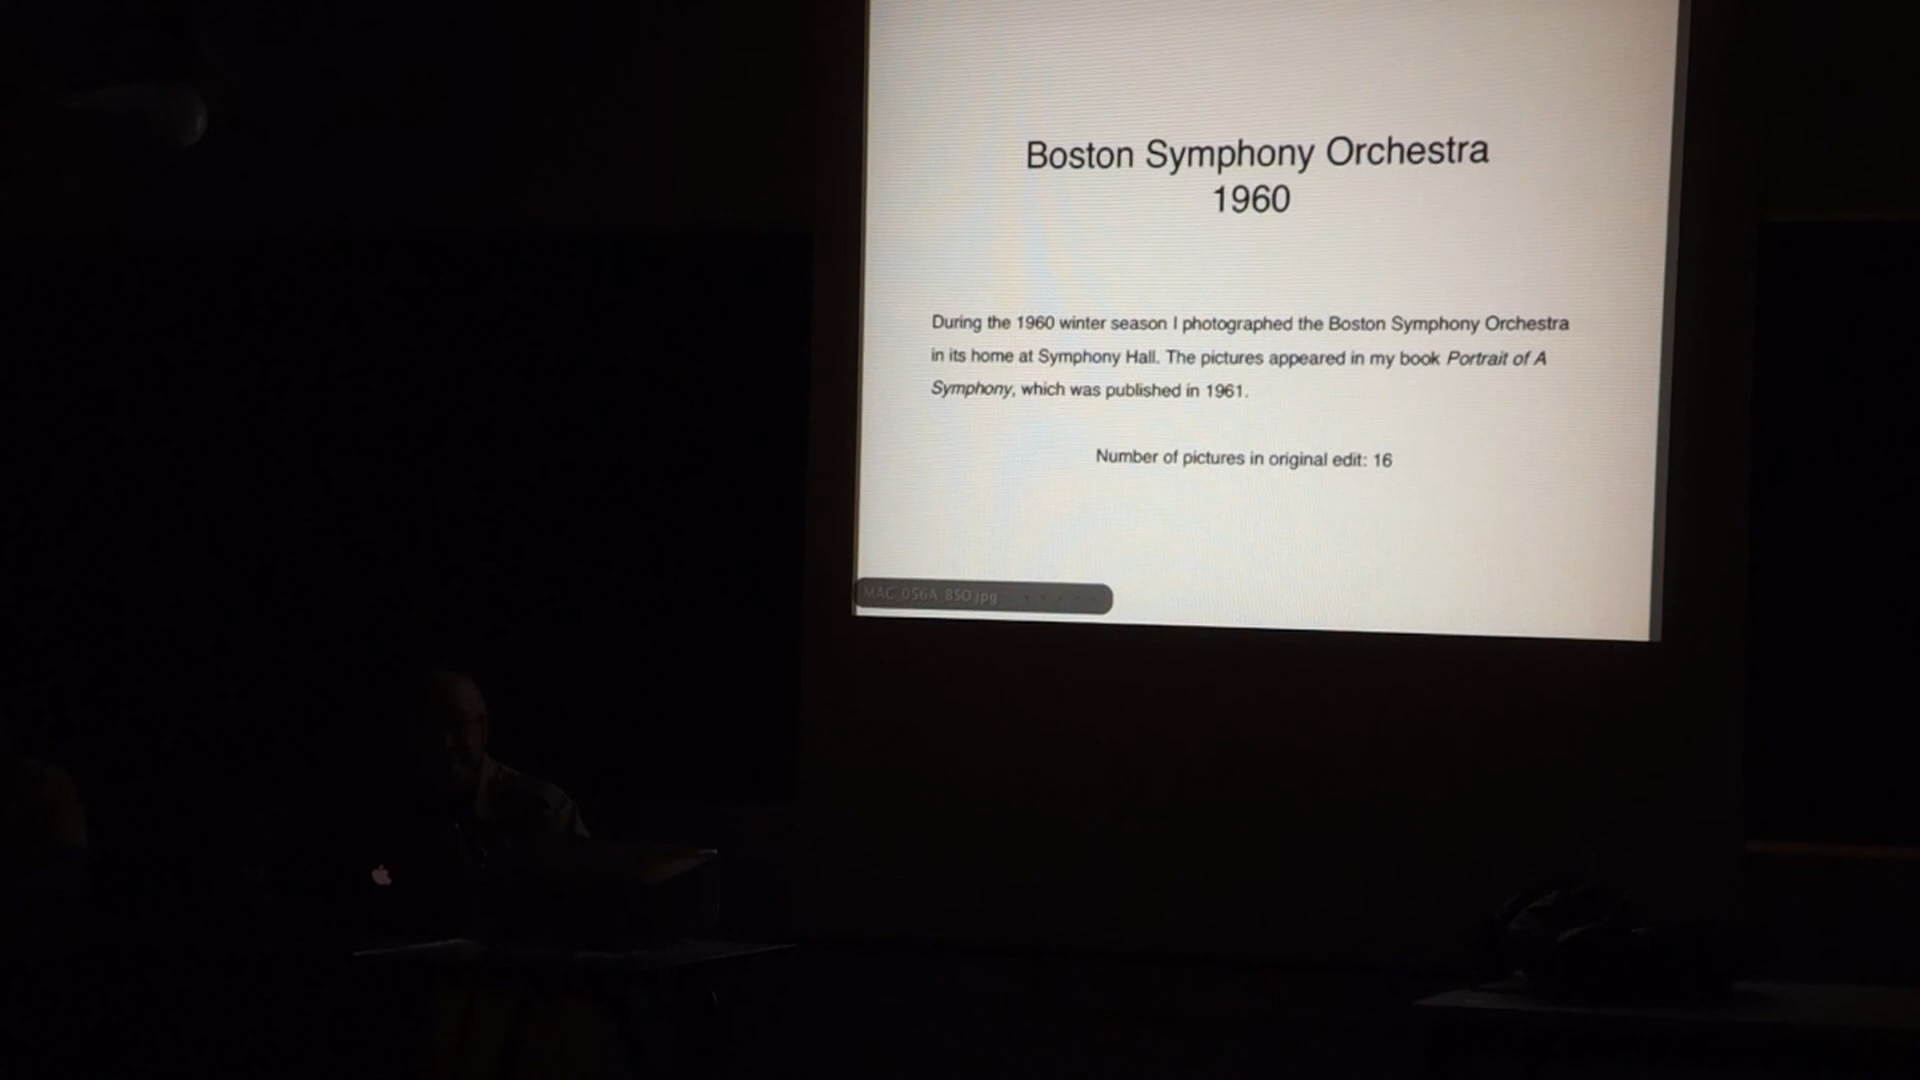 Boston Symphony Orchestra
1960
During the 1960 winter season I photographed the Boston Symphony Orchestra
in its home at Symphony Hall. The pictures appeared in my book Portrait of A
Symphony, which was published in 1961.
Number of pictures in original edit: 16
MAC_056A_BSO.jpg